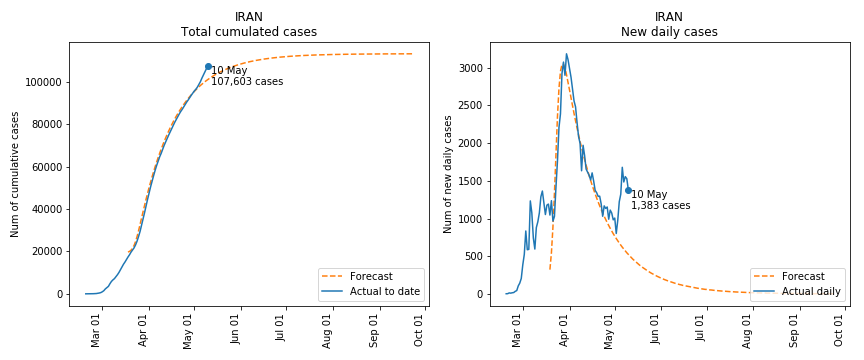 IRAN
Total cumulated cases
Num of cumulative cases
100000
80000
60000
40000
20000
0
10 May
107,603 cases
Forecast
Actual to date
Mar 01
Apr 01
May 01
Jun 01
Jul 01
Aug 01
Sep 01
Oct 01
IRAN
New daily cases
Num of new daily cases
3000
2500
2000
1500
1000
500
0
10 May
1,383 cases
Forecast
Actual daily
Mar 01
Apr 01
May 01
Jun 01
Jul 01
Aug 01
Sep 01
Oct 01